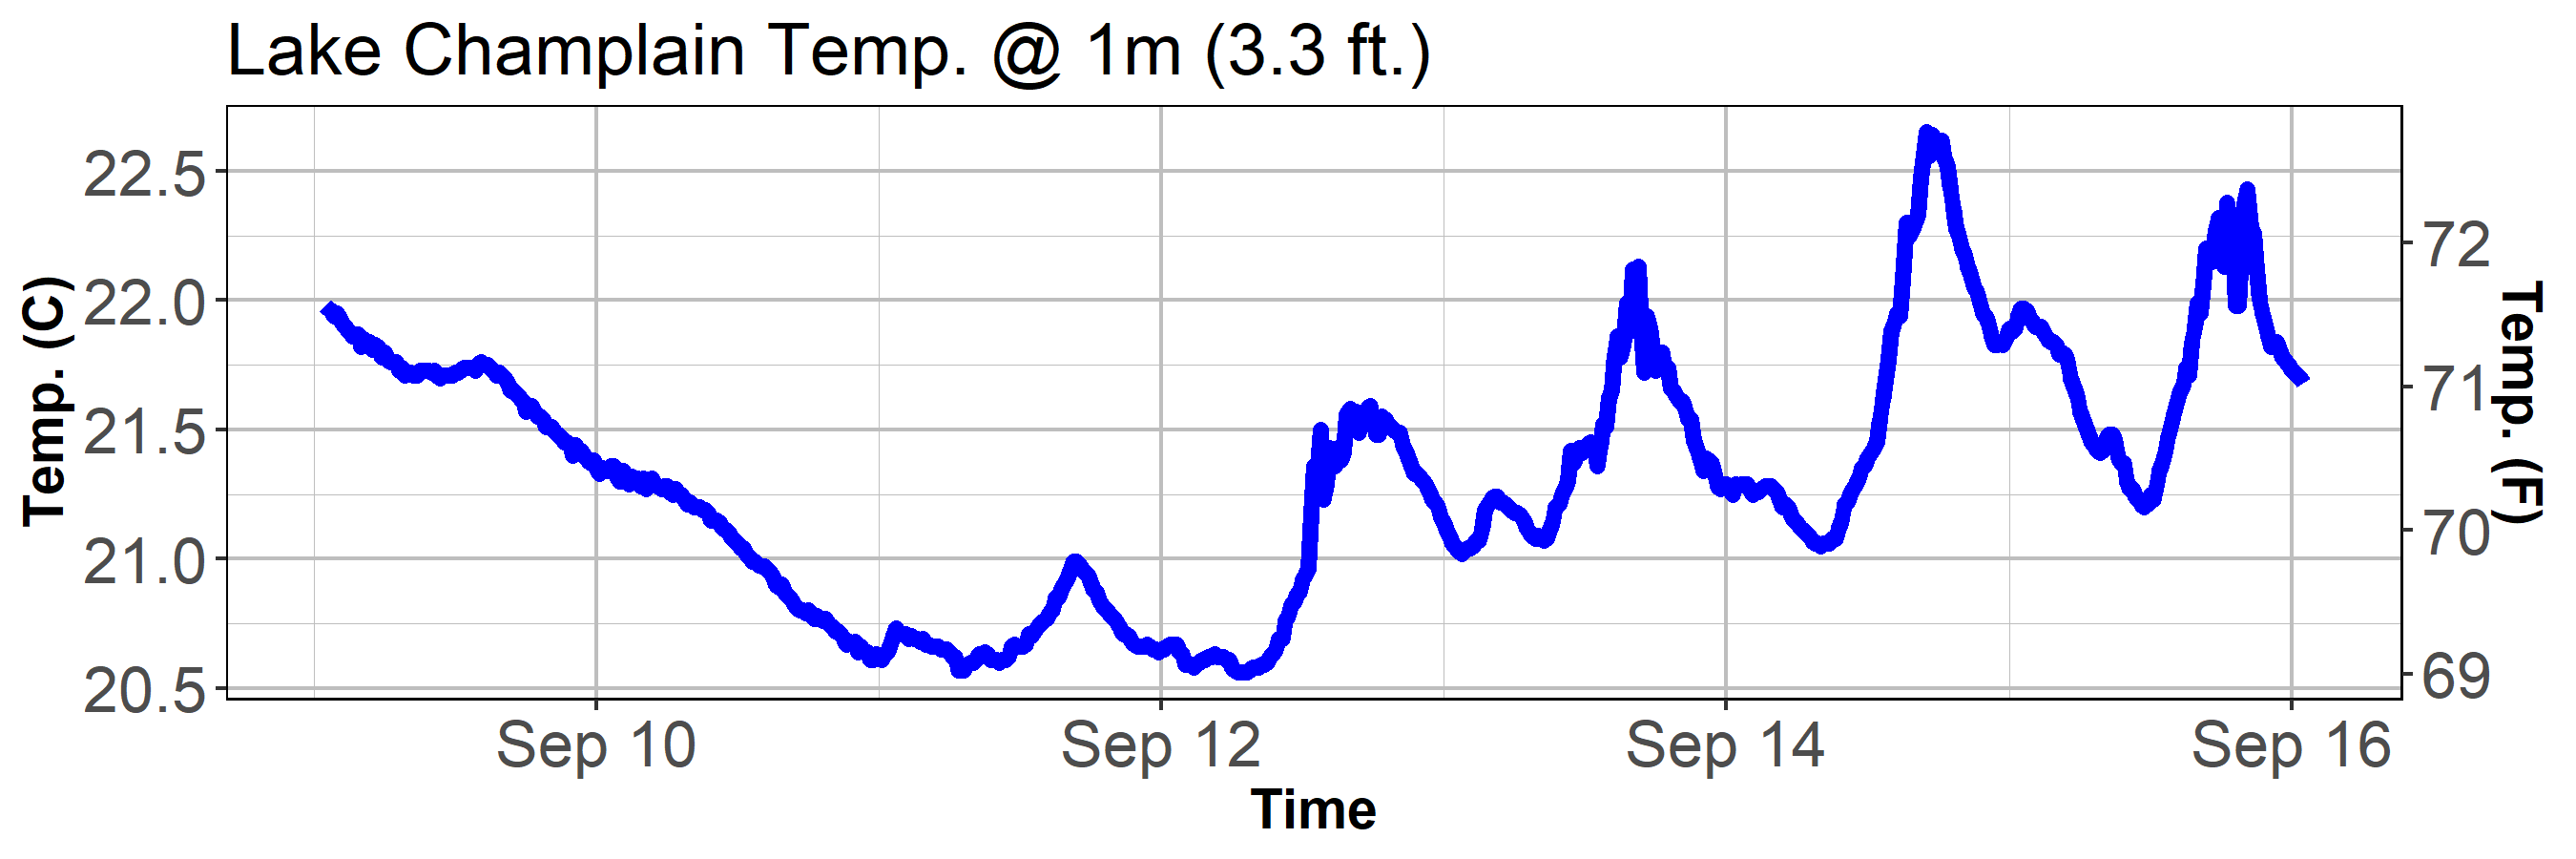 Lake Champlain Temp. @ 1m (3.3 ft.)
Temp. (C)
22.5
22.0
21.5
21.0
20.5
72
71
70
69
Temp. (F)
Sep 10
Sep 12
Sep 14
Sep 16
Time